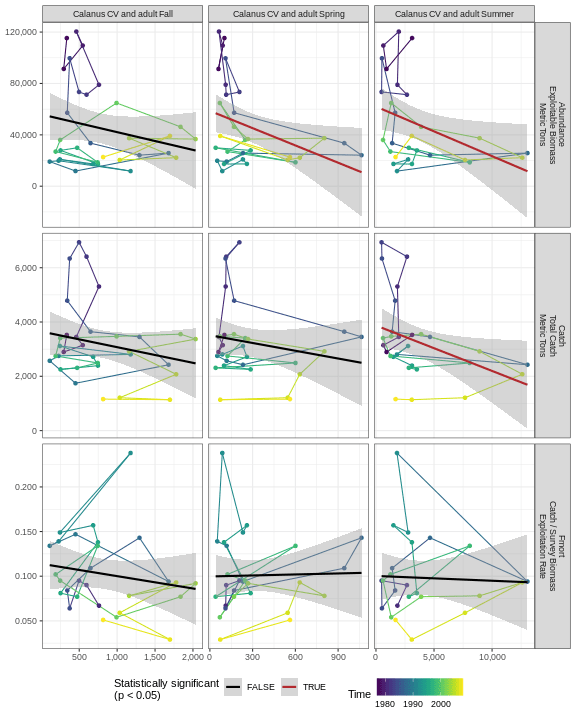 Calanus CV and adult Fall
Calanus CV and adult Spring
Calanus CV and adult Summer
120,000
80,000
40,000
0
Abundance
Exploitable Biomass
Metric Tons
6,000
4,000
2,000
0
Catch
Total Catch
Metric Tons
0.200
0.150
0.100
0.050
Fmort
Catch / Survey Biomass
Exploitation Rate
500 1,000 1,500 2,000
0 300 600 900
0 5,000 10,000
Statistically significant
(p < 0.05)
FALSE
TRUE
Time
1980 1990 2000